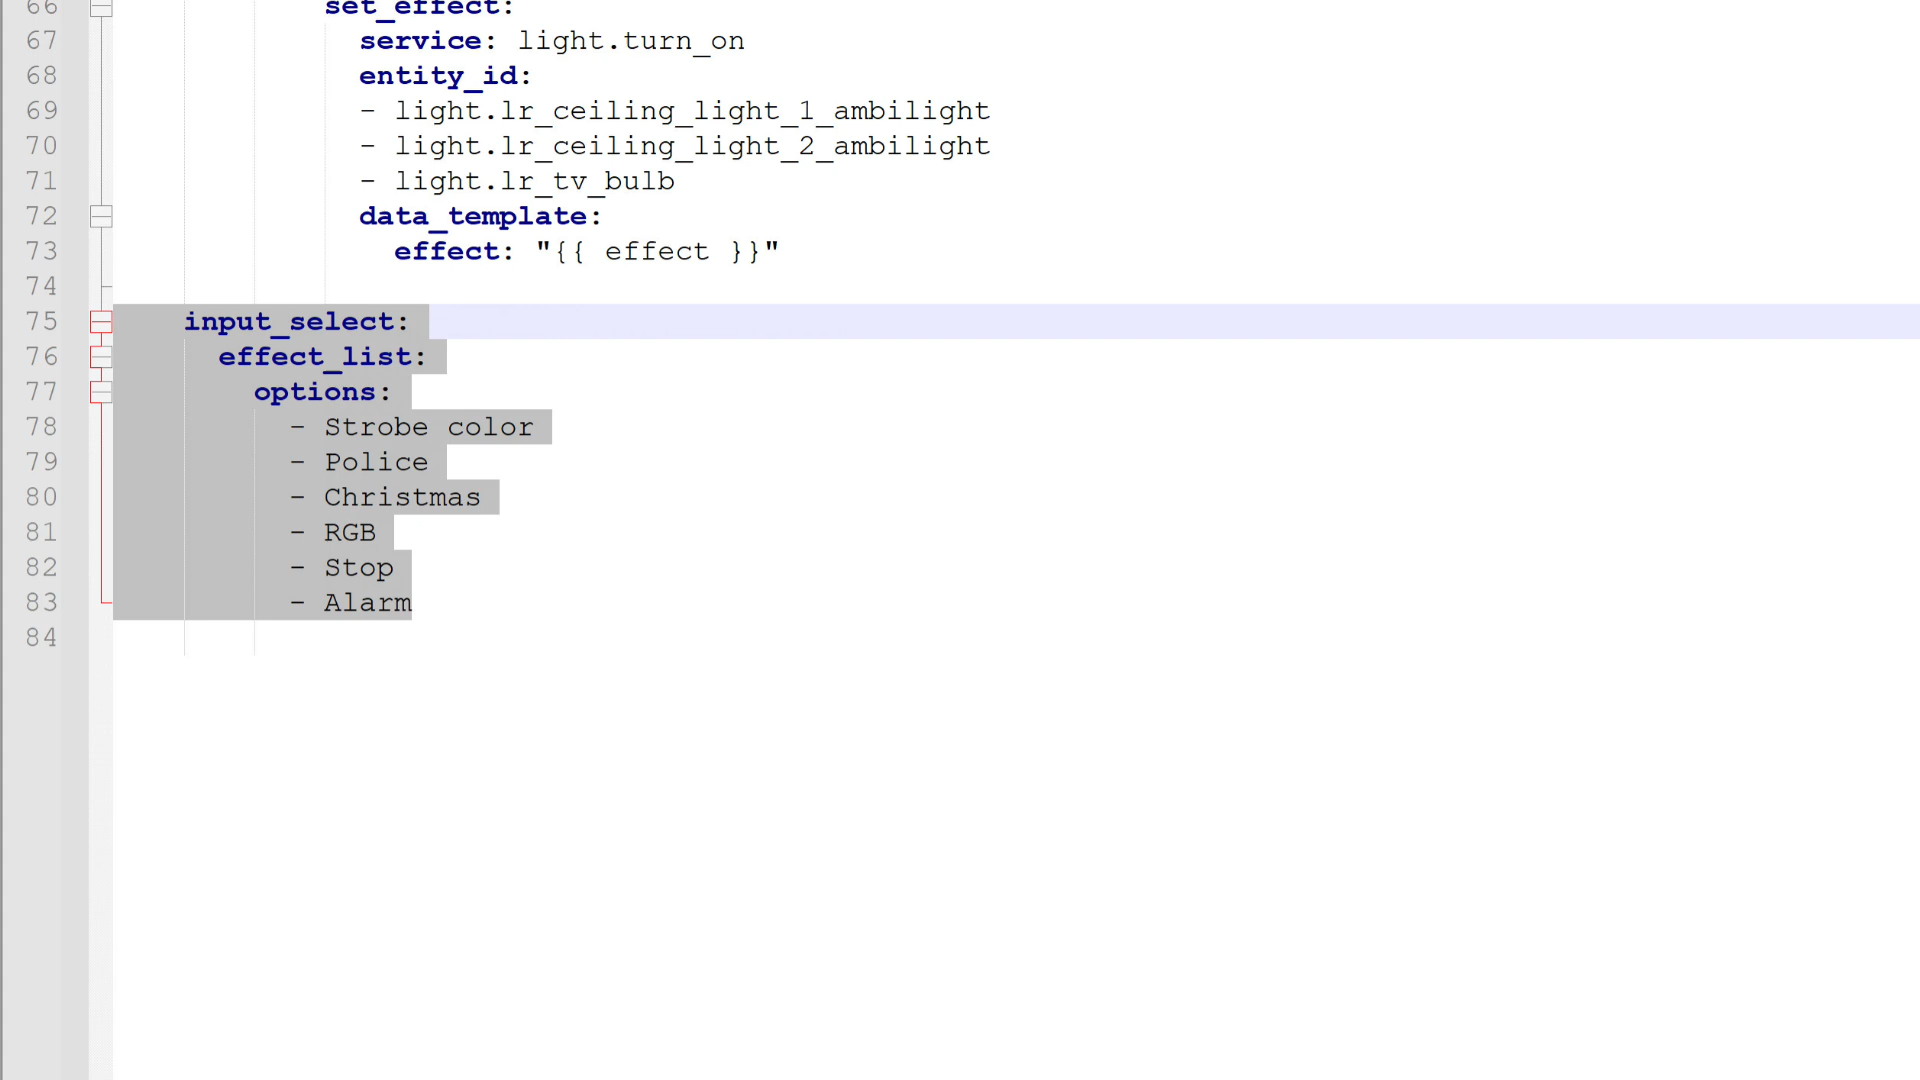 66 set_effect:
67 service: light.turn_on
68 entity_id:
69 - light.lr_ceiling_light_1_ambilight
70 - light.lr_ceiling_light_2_ambilight
71 - light.lr_tv_bulb
72 data_template:
73 effect: "{{ effect }}"
74
75 input_select:
76 effect_list:
77 options:
78 - Strobe color
79 - Police
80 - Christmas
81 - RGB
82 - Stop
83 - Alarm
84